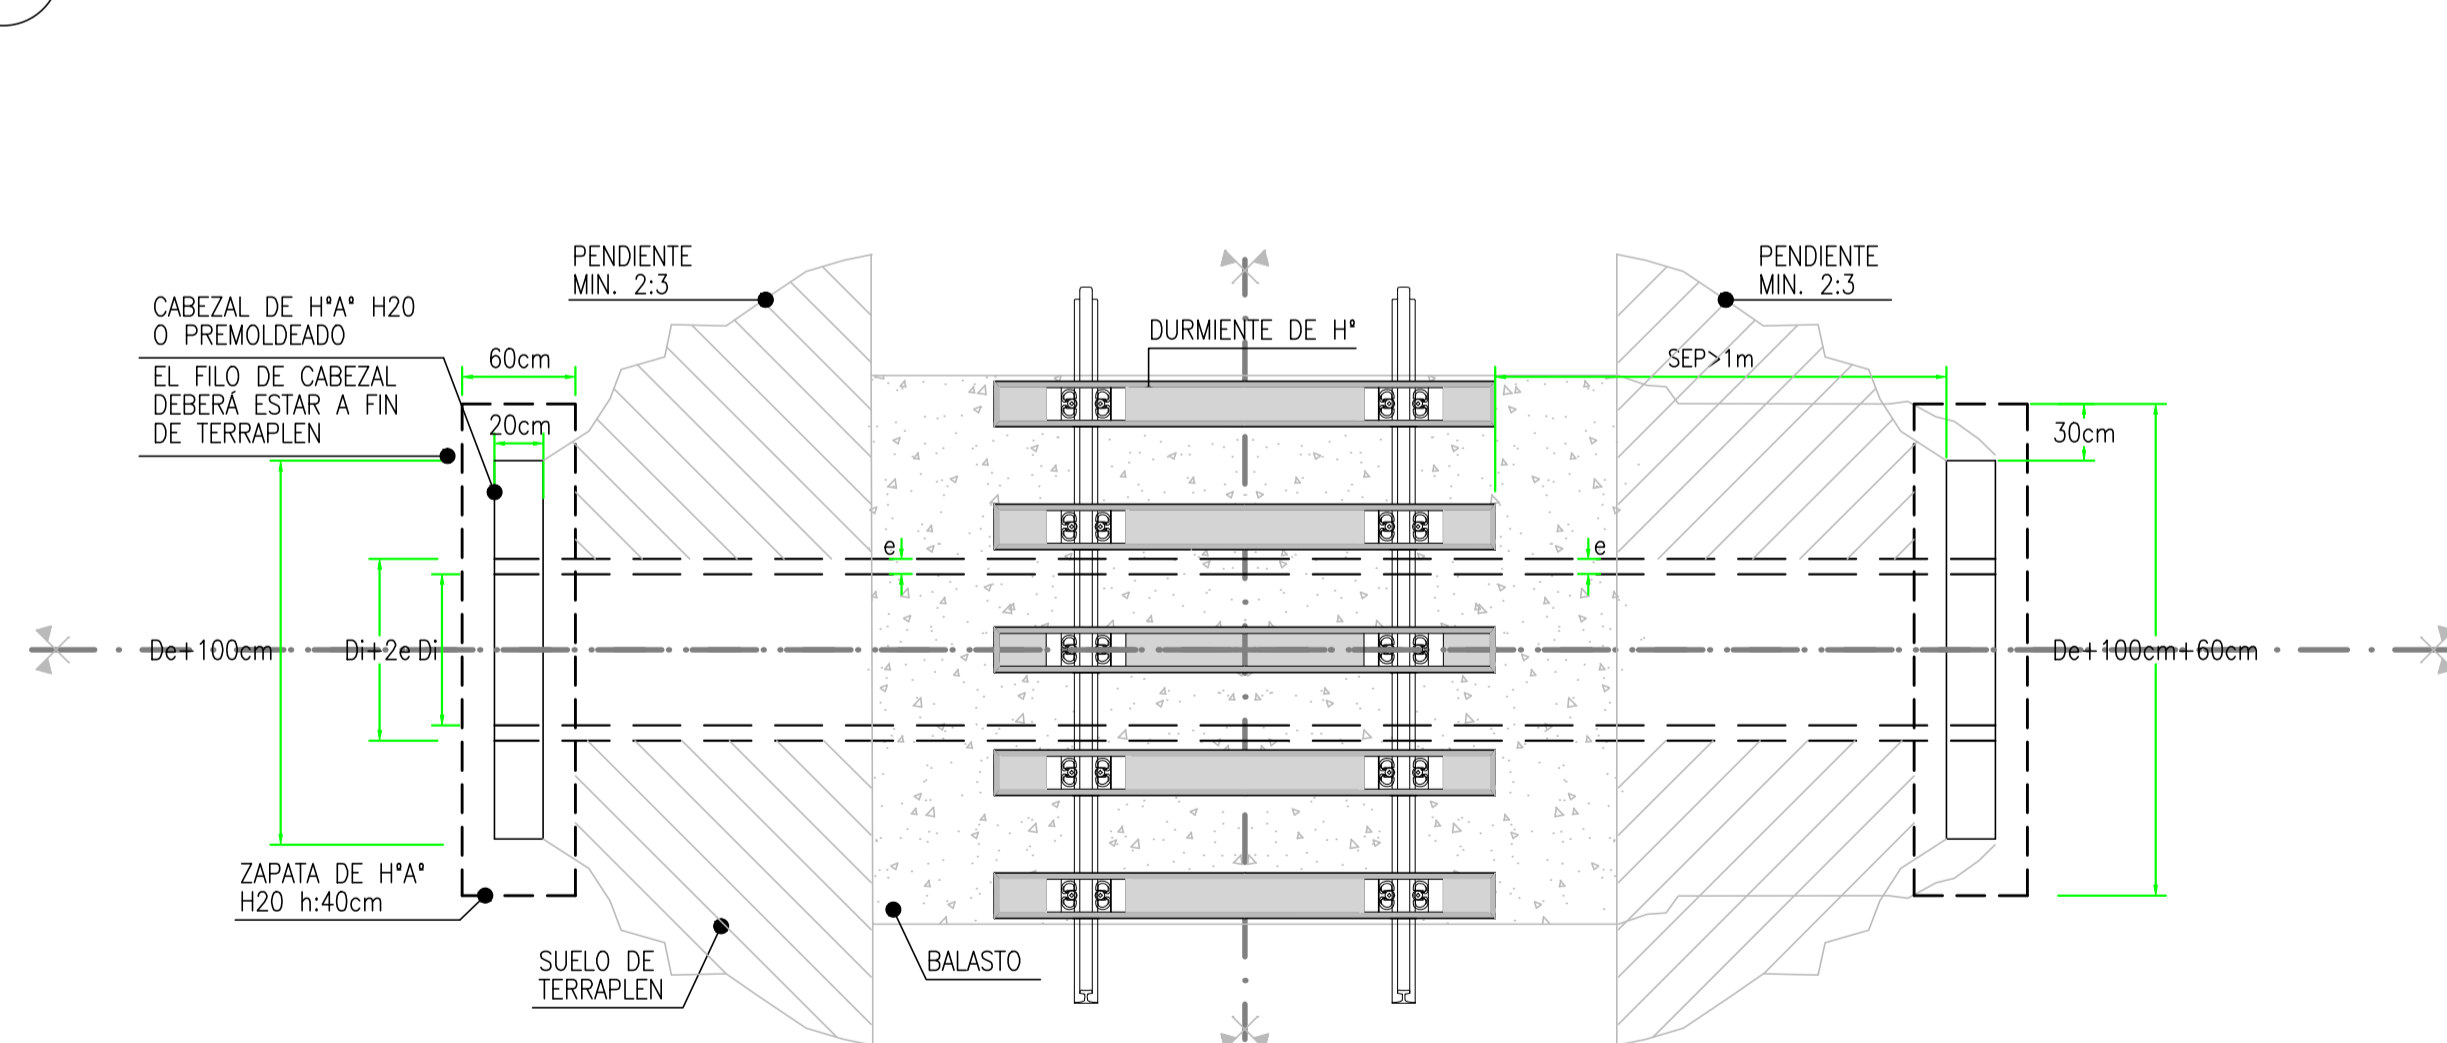 PENDIENTE
MIN. 2:3
PENDIENTE
MIN. 2:3
CABEZAL DE H°A° H20
O PREMOLDEADO
EL FILO DE CABEZAL
DEBERÁ ESTAR A FIN
DE TERRAPLEN
60cm
20cm
DURMIENTE DE H°
SEP>1m
30cm
e
e
De+100cm
Di+2e
Di
De+100cm+60cm
ZAPATA DE H°A°
H20 h:40cm
SUELO DE
TERRAPLEN
BALASTO